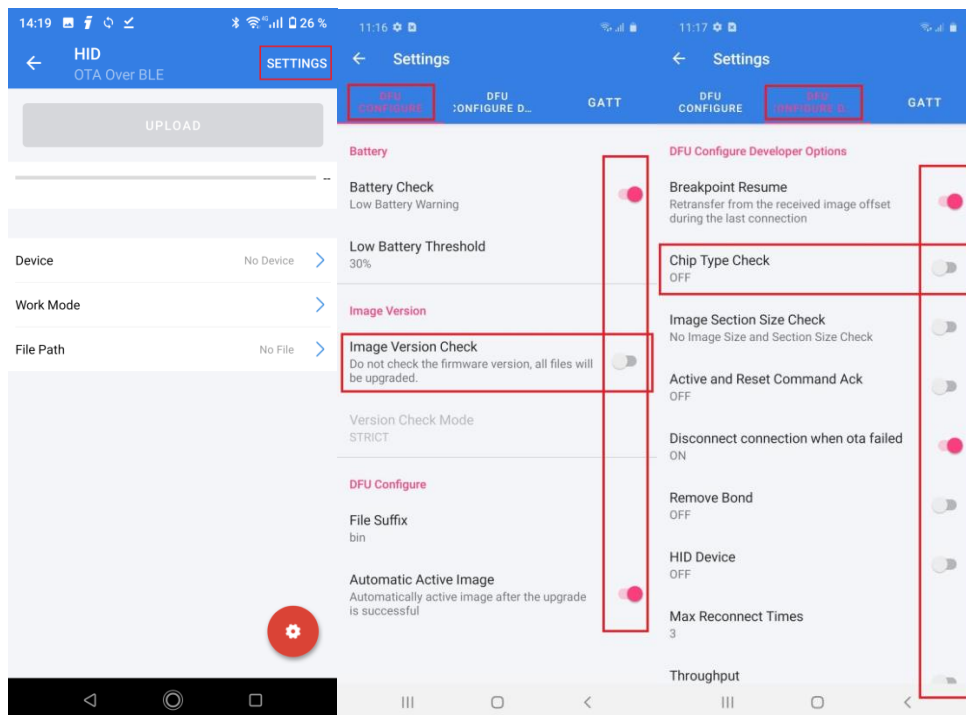 14:19
26 %
HID
OTA Over BLE
SETTINGS
UPLOAD
--
Device
No Device
Work Mode
File Path
No File
11:16
Settings
DFU
CONFIGURE
DFU
CONFIGURE D...
GATT
Battery
Battery Check
Low Battery Warning
Low Battery Threshold
30%
Image Version
Image Version Check
Do not check the firmware version, all files will
be upgraded.
Version Check Mode
STRICT
DFU Configure
File Suffix
bin
Automatic Active Image
Automatically active image after the upgrade
is successful
11:17
Settings
DFU
CONFIGURE
DFU
CONFIGURE D...
GATT
DFU Configure Developer Options
Breakpoint Resume
Retransfer from the received image offset
during the last connection
Chip Type Check
OFF
Image Section Size Check
No Image Size and Section Size Check
Active and Reset Command Ack
OFF
Disconnect connection when ota failed
ON
Remove Bond
OFF
HID Device
OFF
Max Reconnect Times
3
Throughput